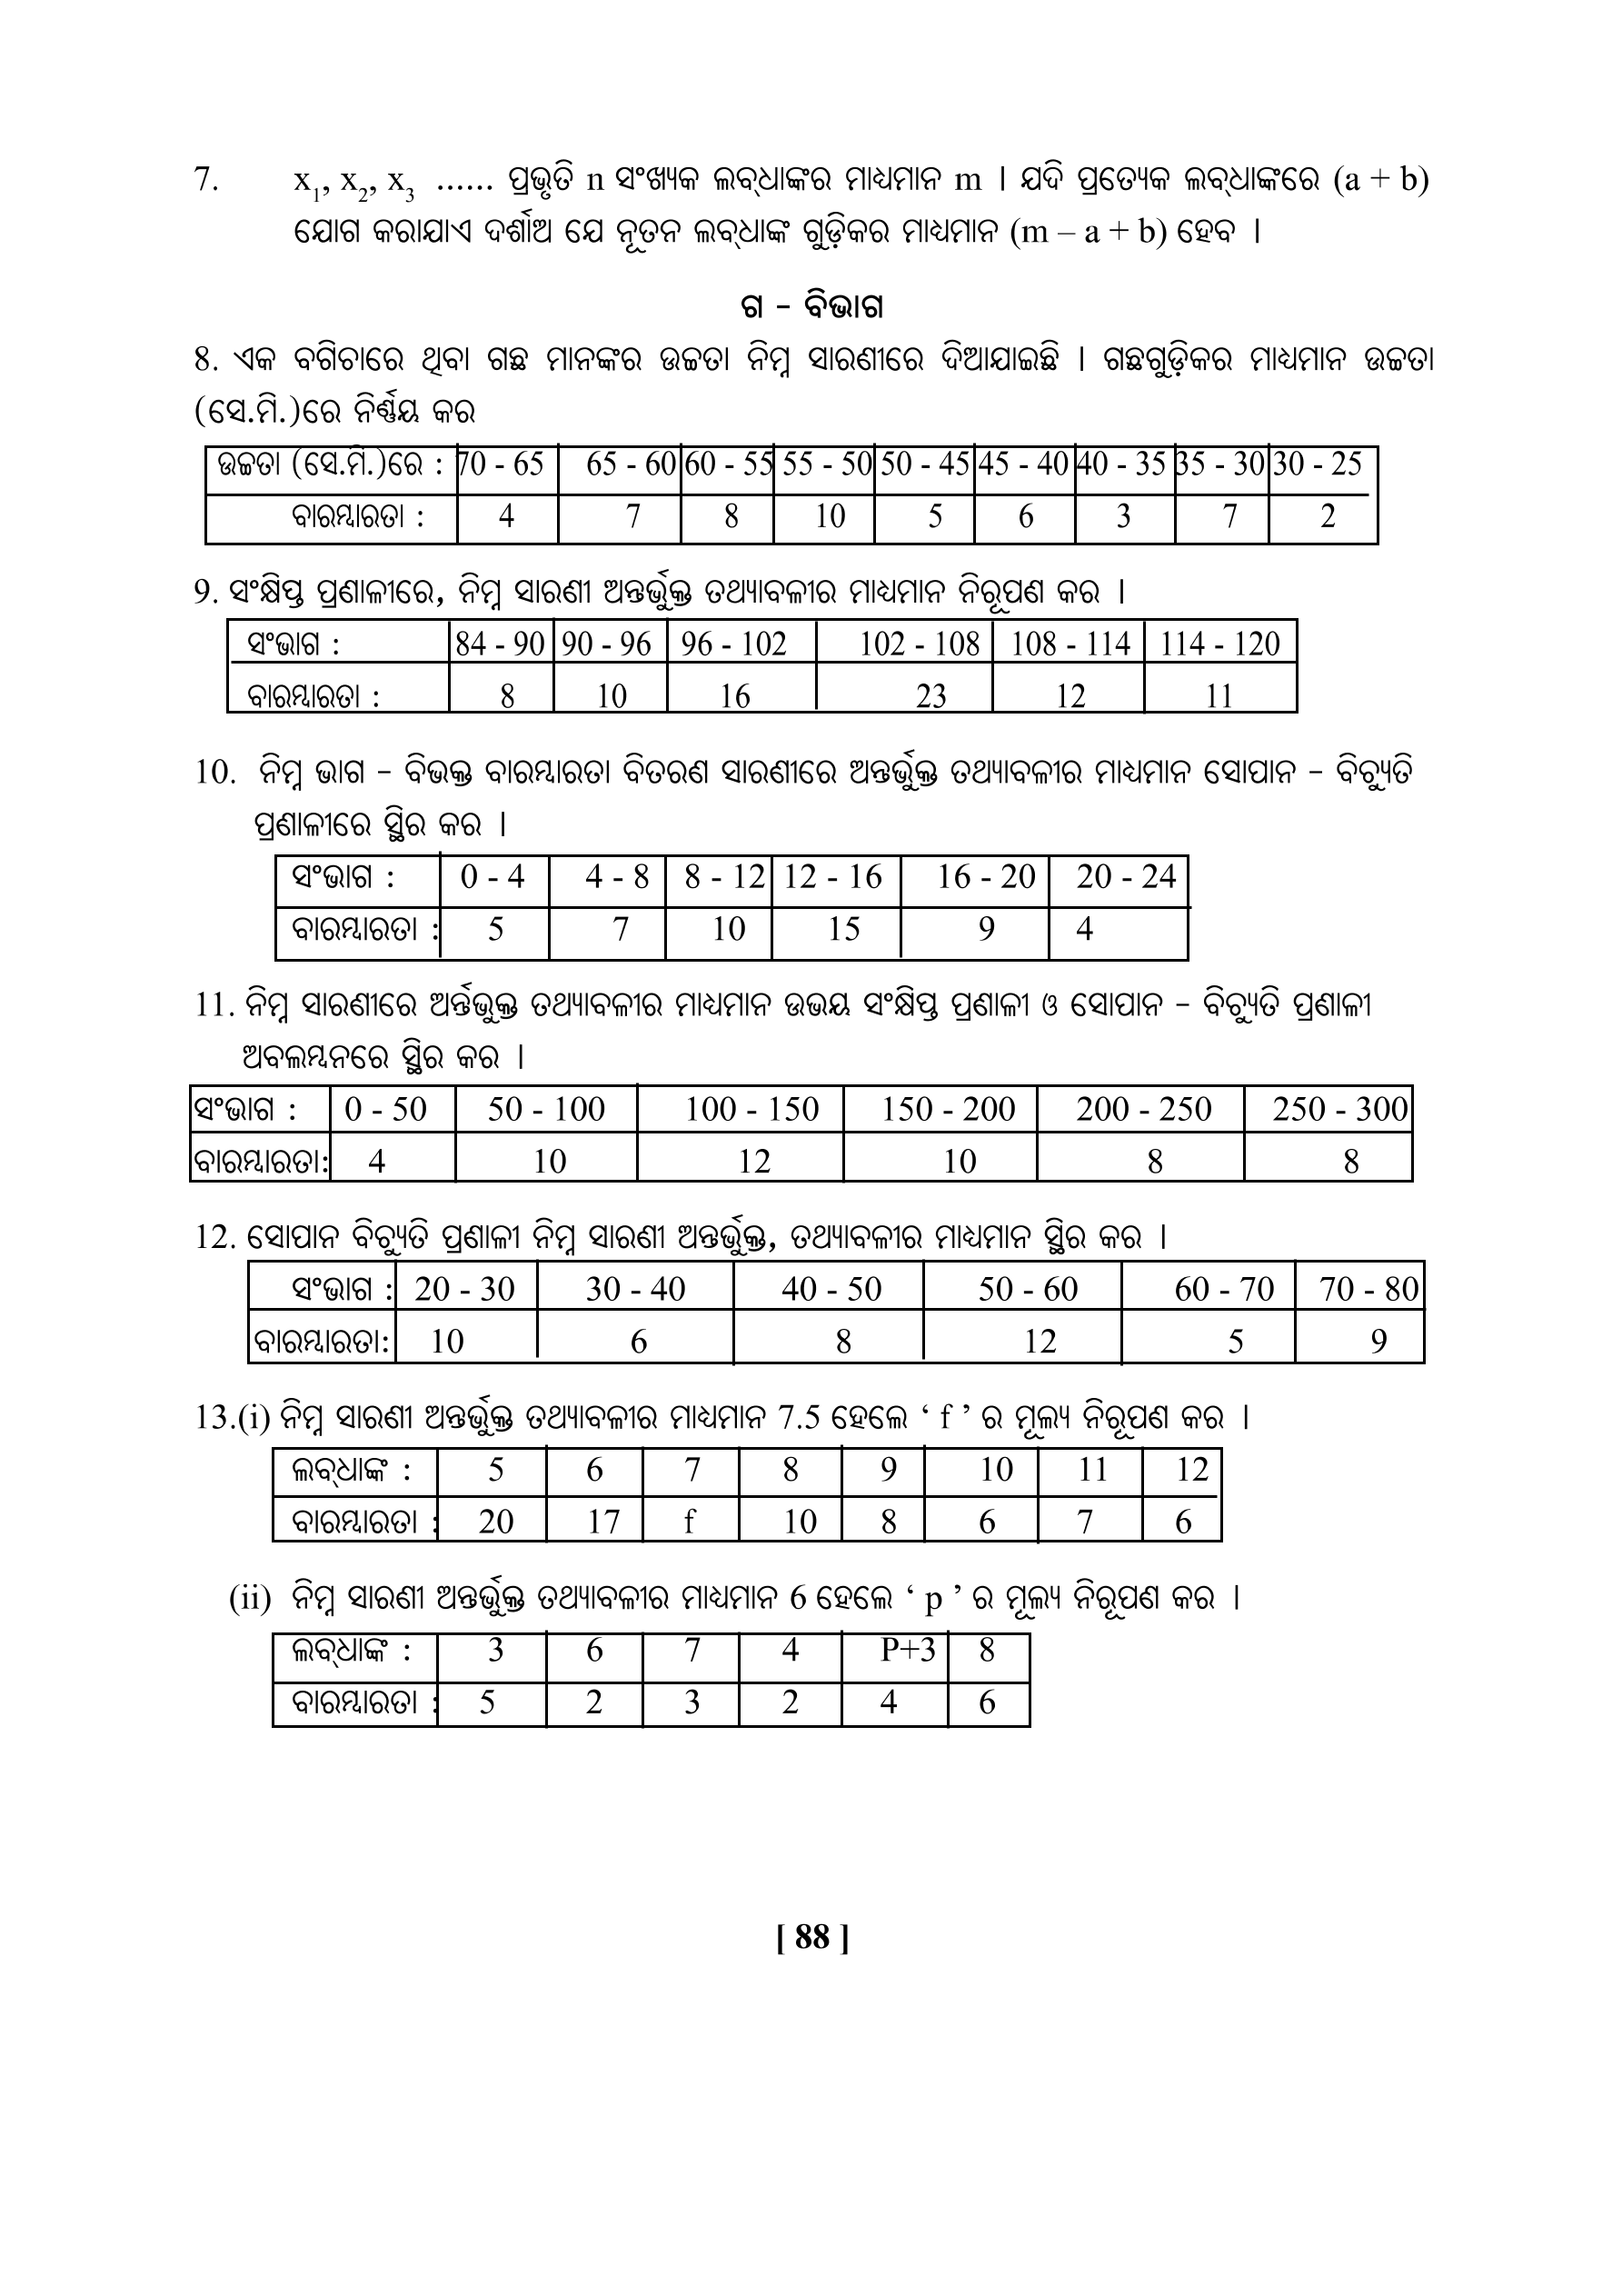 7. x1, x2, x3 ...... ପ୍ରଭୃତି n ସଂଖ୍ୟକ ଲବ୍‌ଧାଙ୍କର ମାଧ୍ୟମାନ m । ଯଦି ପ୍ରତ୍ୟେକ ଲବ୍‌ଧାଙ୍କରେ (a + b)
ଯୋଗ କରାଯାଏ ଦର୍ଶାଅ ଯେ ନୂତନ ଲବ୍‌ଧାଙ୍କ ଗୁଡ଼ିକର ମାଧ୍ୟମାନ (m – a + b) ହେବ ।
ଗ - ବିଭାଗ
8. ଏକ ବଗିଚାରେ ଥିବା ଗଛ ମାନଙ୍କର ଉଚ୍ଚତା ନିମ୍ନ ସାରଣୀରେ ଦିଆଯାଇଛି । ଗଛଗୁଡ଼ିକର ମାଧ୍ୟମାନ ଉଚ୍ଚତା
(ସେ.ମି.)ରେ ନିର୍ଣ୍ଣୟ କର
ଉଚ୍ଚତା (ସେ.ମି.)ରେ : 70 - 65 65 - 60 60 - 55 55 - 50 50 - 45 45 - 40 40 - 35 35 - 30 30 - 25
ବାରମ୍ବାରତା : 4 7 8 10 5 6 3 7 2
9. ସଂକ୍ଷିପ୍ତ ପ୍ରଣାଳୀରେ, ନିମ୍ନ ସାରଣୀ ଅନ୍ତର୍ଭୁକ୍ତ ତଥ୍ୟାବଳୀର ମାଧ୍ୟମାନ ନିରୂପଣ କର ।
ସଂଭାଗ : 84 - 90 90 - 96 96 - 102 102 - 108 108 - 114 114 - 120
ବାରମ୍ବାରତା : 8 10 16 23 12 11
10. ନିମ୍ନ ଭାଗ - ବିଭକ୍ତ ବାରମ୍ବାରତା ବିତରଣ ସାରଣୀରେ ଅନ୍ତର୍ଭୁକ୍ତ ତଥ୍ୟାବଳୀର ମାଧ୍ୟମାନ ସୋପାନ - ବିଚ୍ୟୁତି
ପ୍ରଣାଳୀରେ ସ୍ଥିର କର ।
ସଂଭାଗ : 0 - 4 4 - 8 8 - 12 12 - 16 16 - 20 20 - 24
ବାରମ୍ବାରତା : 5 7 10 15 9 4
11. ନିମ୍ନ ସାରଣୀରେ ଅର୍ନ୍ତଭୁକ୍ତ ତଥ୍ୟାବଳୀର ମାଧ୍ୟମାନ ଉଭୟ ସଂକ୍ଷିପ୍ତ ପ୍ରଣାଳୀ ଓ ସୋପାନ - ବିଚ୍ୟୁତି ପ୍ରଣାଳୀ
ଅବଲମ୍ବନରେ ସ୍ଥିର କର ।
ସଂଭାଗ : 0 - 50 50 - 100 100 - 150 150 - 200 200 - 250 250 - 300
ବାରମ୍ବାରତା: 4 10 12 10 8 8
12. ସୋପାନ ବିଚ୍ୟୁତି ପ୍ରଣାଳୀ ନିମ୍ନ ସାରଣୀ ଅନ୍ତର୍ଭୁକ୍ତ, ତଥ୍ୟାବଳୀର ମାଧ୍ୟମାନ ସ୍ଥିର କର ।
ସଂଭାଗ : 20 - 30 30 - 40 40 - 50 50 - 60 60 - 70 70 - 80
ବାରମ୍ବାରତା: 10 6 8 12 5 9
13.(i) ନିମ୍ନ ସାରଣୀ ଅନ୍ତର୍ଭୁକ୍ତ ତଥ୍ୟାବଳୀର ମାଧ୍ୟମାନ 7.5 ହେଲେ ‘ f ’ ର ମୂଲ୍ୟ ନିରୂପଣ କର ।
ଲବ୍‌ଧାଙ୍କ : 5 6 7 8 9 10 11 12
ବାରମ୍ବାରତା : 20 17 f 10 8 6 7 6
(ii) ନିମ୍ନ ସାରଣୀ ଅନ୍ତର୍ଭୁକ୍ତ ତଥ୍ୟାବଳୀର ମାଧ୍ୟମାନ 6 ହେଲେ ‘ p ’ ର ମୂଲ୍ୟ ନିରୂପଣ କର ।
ଲବ୍‌ଧାଙ୍କ : 3 6 7 4 P+3 8
ବାରମ୍ବାରତା : 5 2 3 2 4 6
[ 88 ]